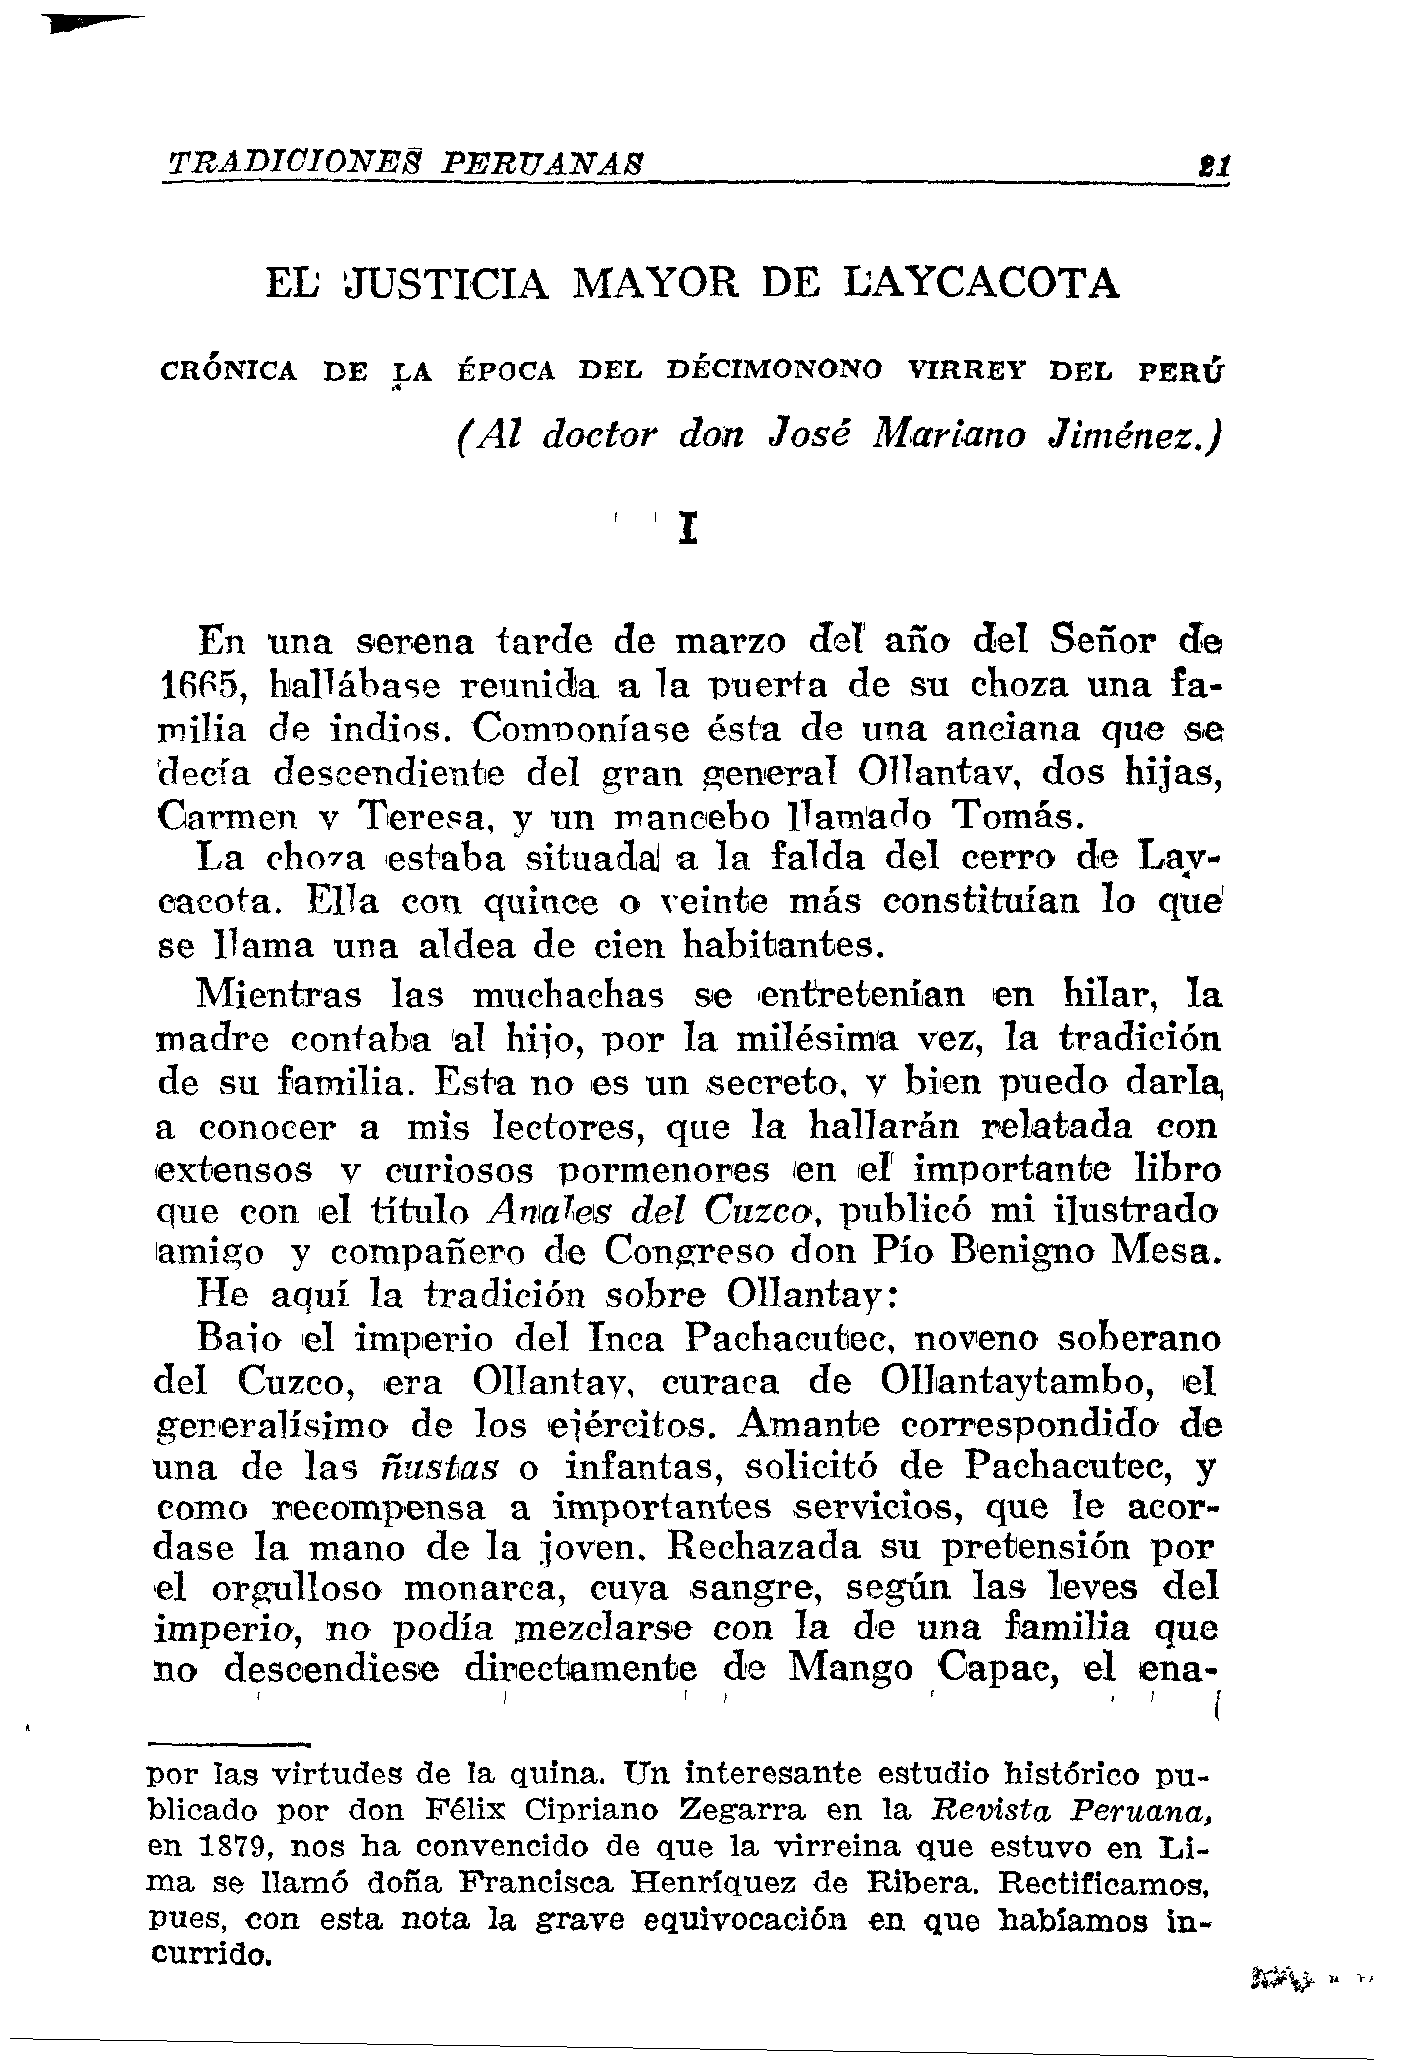 TRADICIONES PERUANAS 21
EL JUSTICIA MAYOR DE LAYCACOTA
CRÓNICA DE LA ÉPOCA DEL DÉCIMONONO VIRREY DEL PERÚ
(Al doctor don José Mariano Jiménez.)
I
En una serena tarde de marzo del año del Señor de
1665, hallábase reunida a la puerta de su choza una fa-
milia de indios. Componíase ésta de una anciana que se
decía descendiente del gran general Ollantay, dos hijas,
Carmen y Teresa, y un mancebo llamado Tomás.
La choza estaba situada a la falda del cerro de Lay-
cacota. Ella con quince o veinte más constituían lo que
se llama una aldea de cien habitantes.
Mientras las muchachas se entretenían en hilar, la
madre contaba al hijo, por la milésima vez, la tradición
de su familia. Esta no es un secreto, y bien puedo darla
a conocer a mis lectores, que la hallarán relatada con
extensos y curiosos pormenores en el importante libro
que con el título Anales del Cuzco, publicó mi ilustrado
amigo y compañero de Congreso don Pío Benigno Mesa.
He aquí la tradición sobre Ollantay:
Bajo el imperio del Inca Pachacutec, noveno soberano
del Cuzco, era Ollantay, curaca de Ollantaytambo, el
generalísimo de los ejércitos. Amante correspondido de
una de las ñustas o infantas, solicitó de Pachacutec, y
como recompensa a importantes servicios, que le acor-
dase la mano de la joven. Rechazada su pretensión por
el orgulloso monarca, cuya sangre, según las leyes del
imperio, no podía mezclarse con la de una familia que
no descendiese directamente de Mango Capac, el ena-
por las virtudes de la quina. Un interesante estudio histórico pu-
blicado por don Félix Cipriano Zegarra en la Revista Peruana,
en 1879, nos ha convencido de que la virreina que estuvo en Li-
ma se llamó doña Francisca Henríquez de Ribera. Rectificamos,
pues, con esta nota la grave equivocación en que habíamos in-
currido.